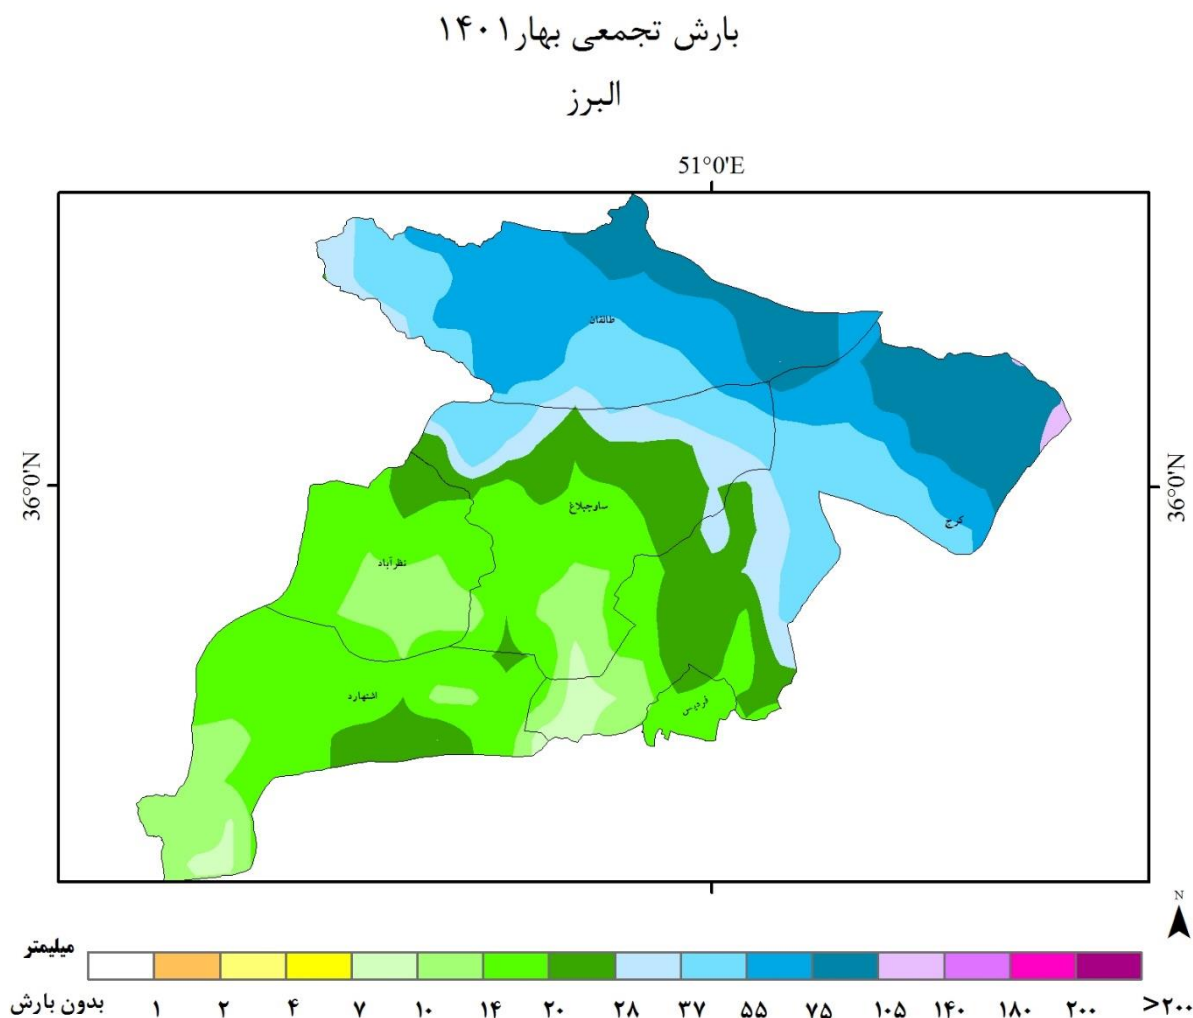 بارش تجمعی بهار ۱۴۰۱
البرز
51°0'E
36°0'N
36°0'N
طالقان
ساوجبلاغ
کرج
نظرآباد
اشتهارد
فردیس
N
میلیمتر
بدون بارش ۱ ۲ ۴ ۷ ۱۰ ۱۴ ۲۰ ۲۸ ۳۷ ۵۵ ۷۵ ۱۰۵ ۱۴۰ ۱۸۰ ۲۰۰ >۲۰۰